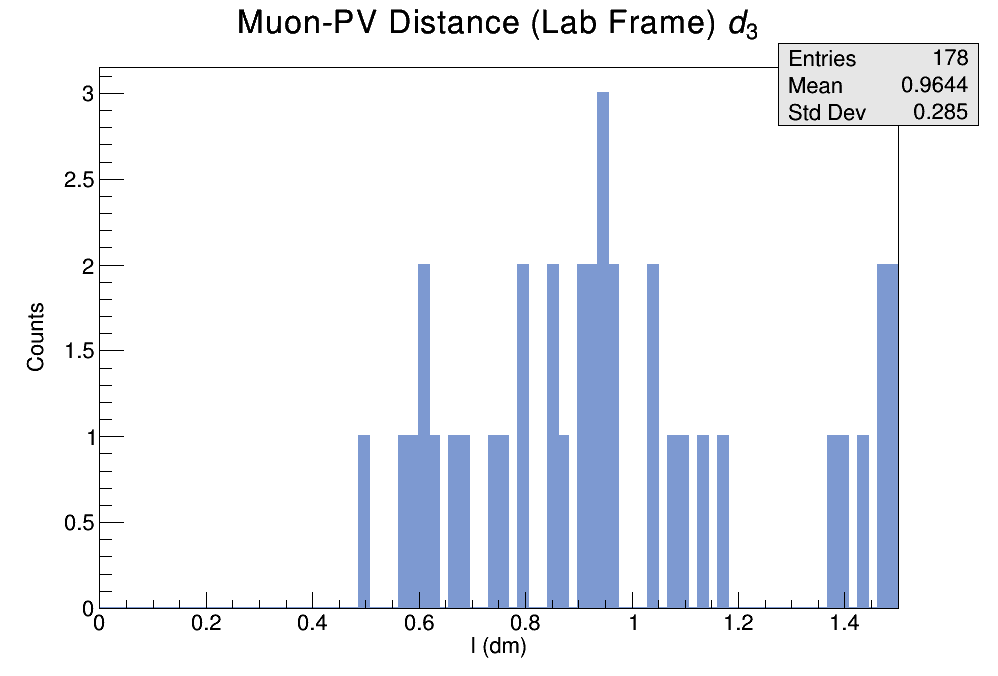 Muon-PV Distance (Lab Frame) d3
Entries 178
Mean 0.9644
Std Dev 0.285
3
2.5
2
1.5
1
0.5
0
Counts
0 0.2 0.4 0.6 0.8 1 1.2 1.4
l (dm)